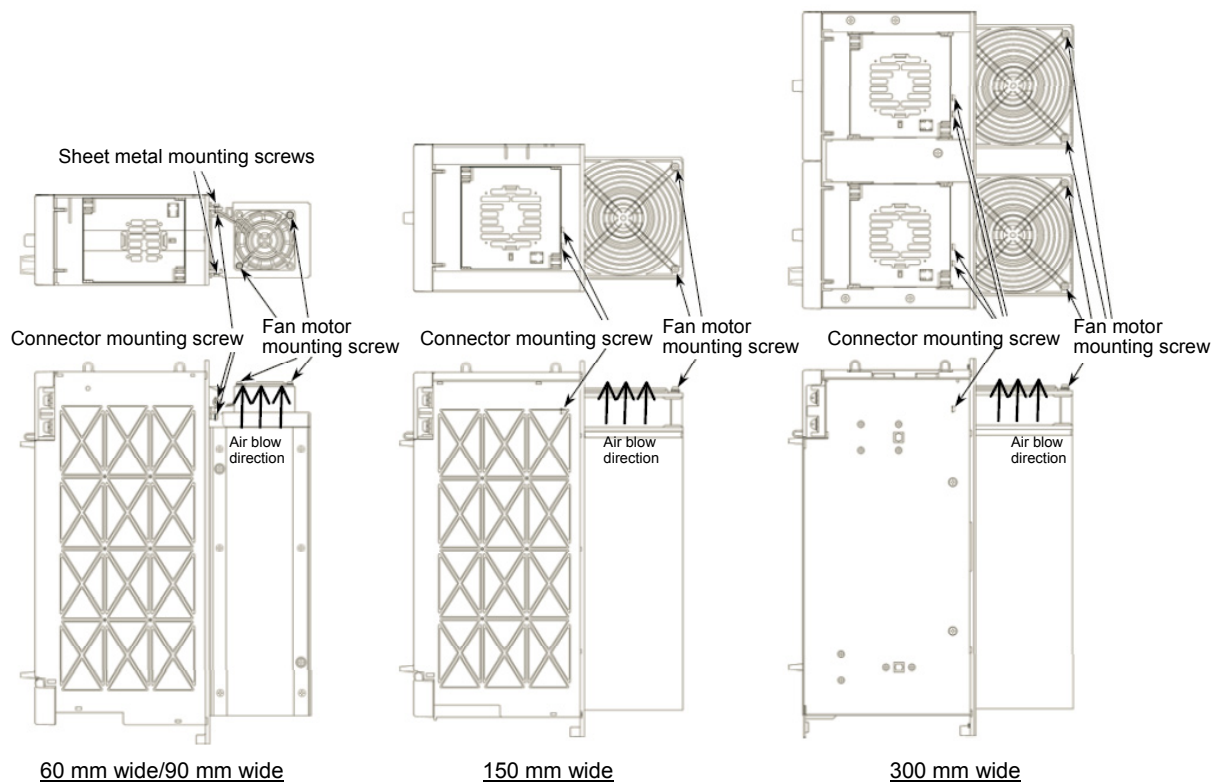 Sheet metal mounting screws
Connector mounting screw
Fan motor
mounting screw
Air blow
direction
60 mm wide/90 mm wide
Connector mounting screw
Fan motor
mounting screw
Air blow
direction
150 mm wide
Connector mounting screw
Fan motor
mounting screw
Air blow
direction
300 mm wide